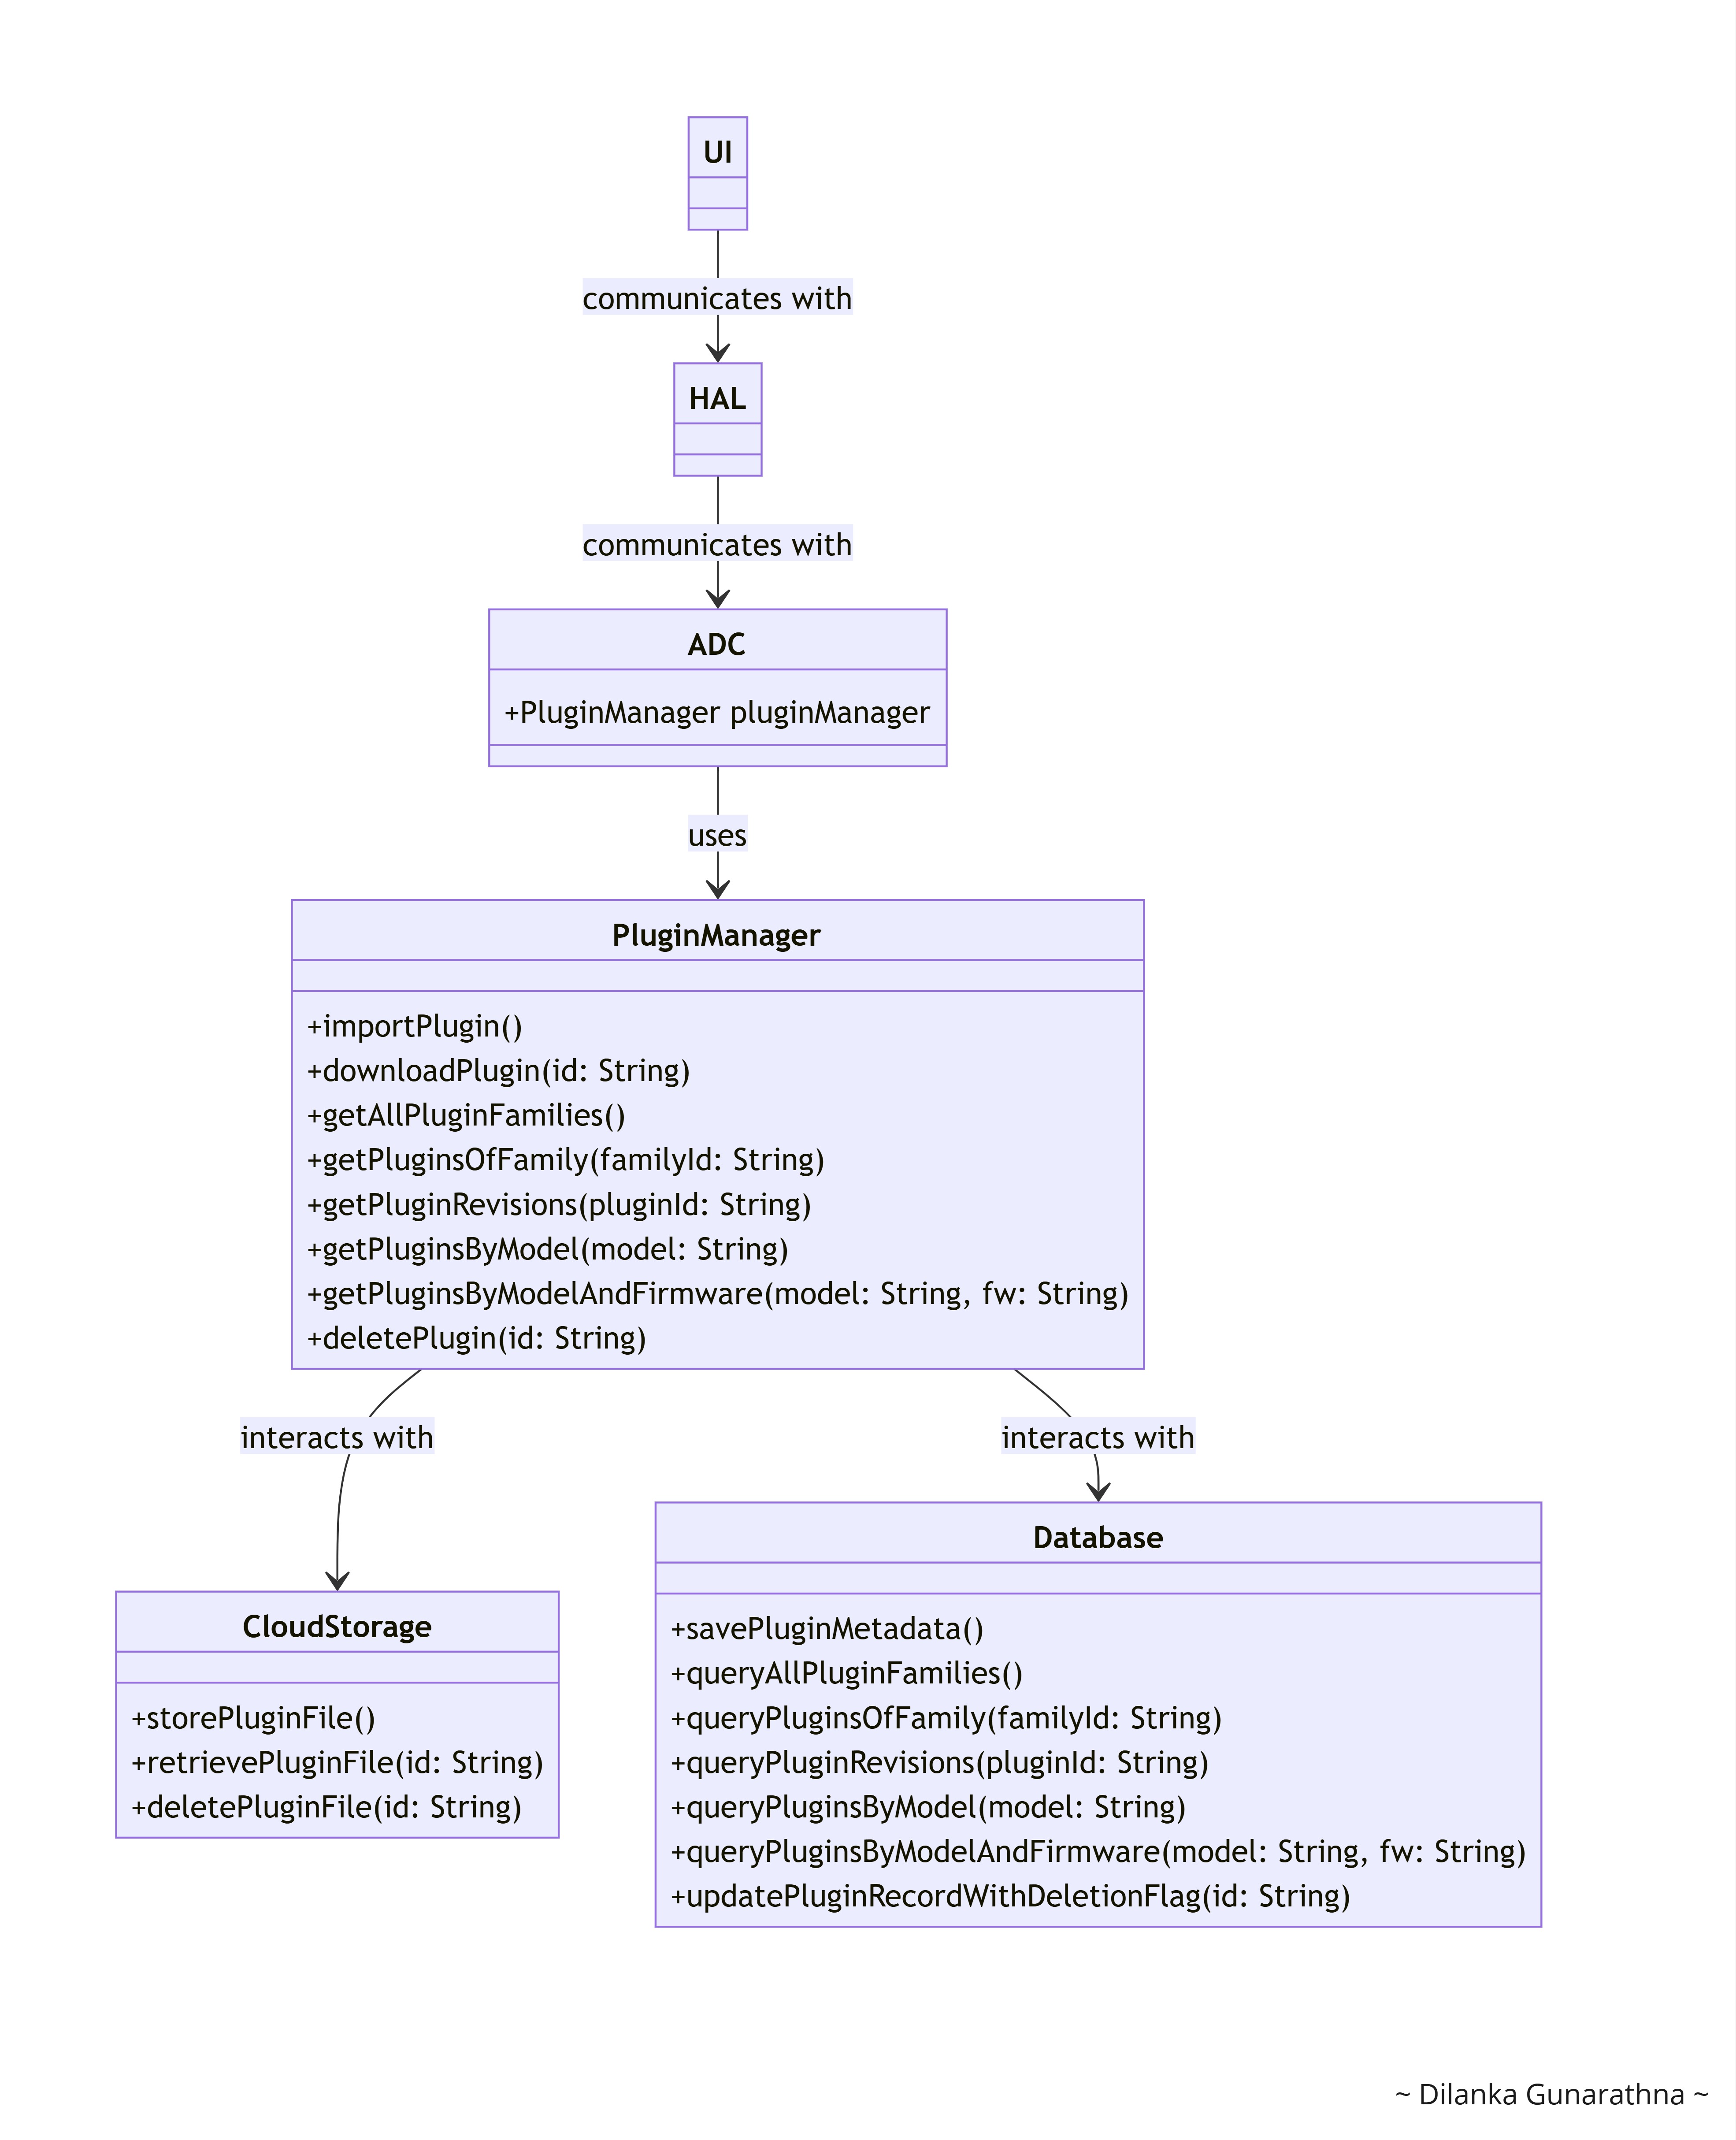 UI
communicates with
HAL
communicates with
ADC
+PluginManager pluginManager
uses
PluginManager
+importPlugin()
+downloadPlugin(id: String)
+getAllPluginFamilies()
+getPluginsOfFamily(familyId: String)
+getPluginRevisions(pluginId: String)
+getPluginsByModel(model: String)
+getPluginsByModelAndFirmware(model: String, fw: String)
+deletePlugin(id: String)
interacts with
interacts with
CloudStorage
+storePluginFile()
+retrievePluginFile(id: String)
+deletePluginFile(id: String)
Database
+savePluginMetadata()
+queryAllPluginFamilies()
+queryPluginsOfFamily(familyId: String)
+queryPluginRevisions(pluginId: String)
+queryPluginsByModel(model: String)
+queryPluginsByModelAndFirmware(model: String, fw: String)
+updatePluginRecordWithDeletionFlag(id: String)
~ Dilanka Gunarathna ~